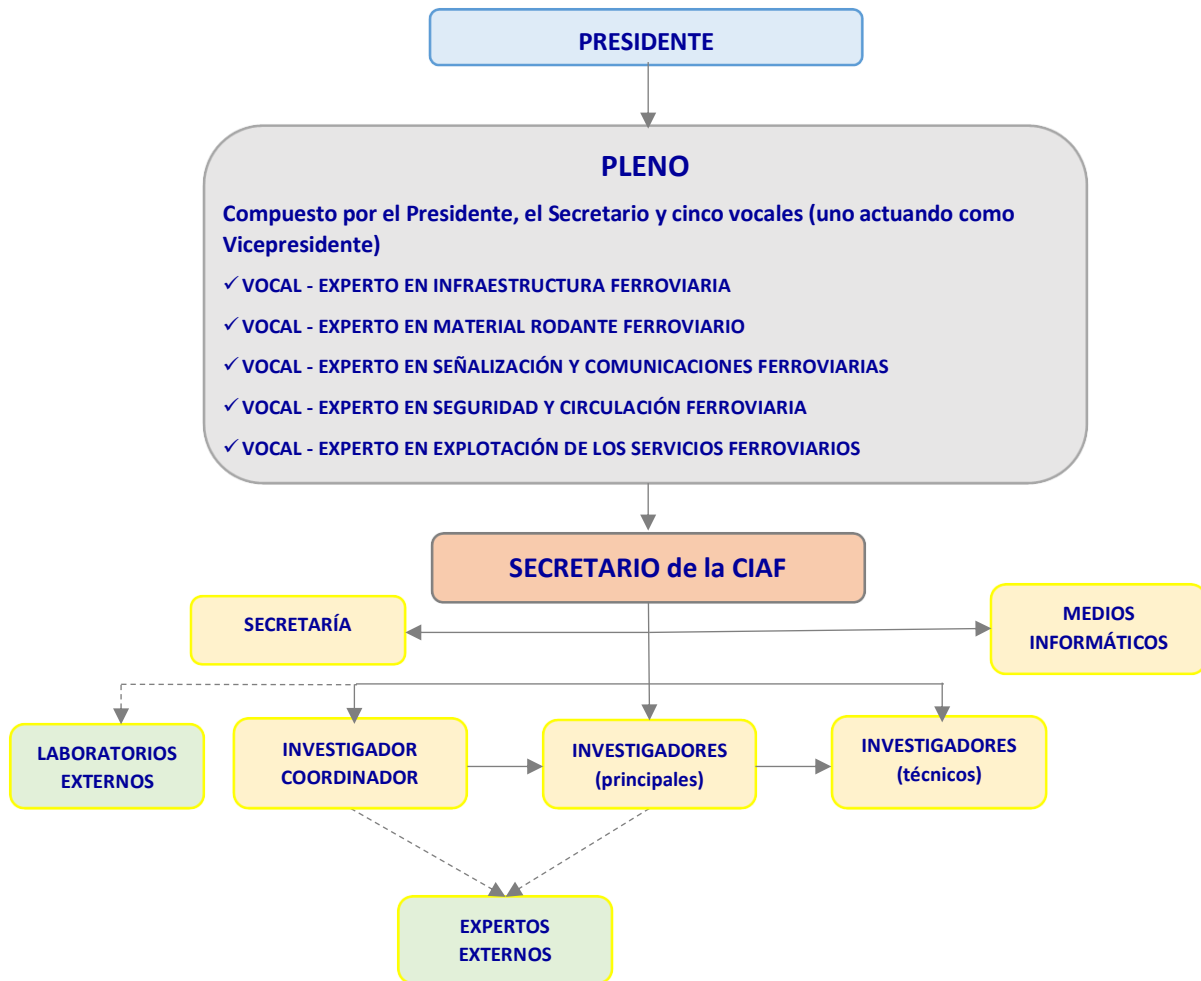 PRESIDENTE
PLENO
Compuesto por el Presidente, el Secretario y cinco vocales (uno actuando como
Vicepresidente)
✓ VOCAL - EXPERTO EN INFRAESTRUCTURA FERROVIARIA
✓ VOCAL - EXPERTO EN MATERIAL RODANTE FERROVIARIO
✓ VOCAL - EXPERTO EN SEÑALIZACIÓN Y COMUNICACIONES FERROVIARIAS
✓ VOCAL - EXPERTO EN SEGURIDAD Y CIRCULACIÓN FERROVIARIA
✓ VOCAL - EXPERTO EN EXPLOTACIÓN DE LOS SERVICIOS FERROVIARIOS
SECRETARIO de la CIAF
SECRETARÍA
MEDIOS
INFORMÁTICOS
LABORATORIOS
EXTERNOS
INVESTIGADOR
COORDINADOR
INVESTIGADORES
(principales)
INVESTIGADORES
(técnicos)
EXPERTOS
EXTERNOS